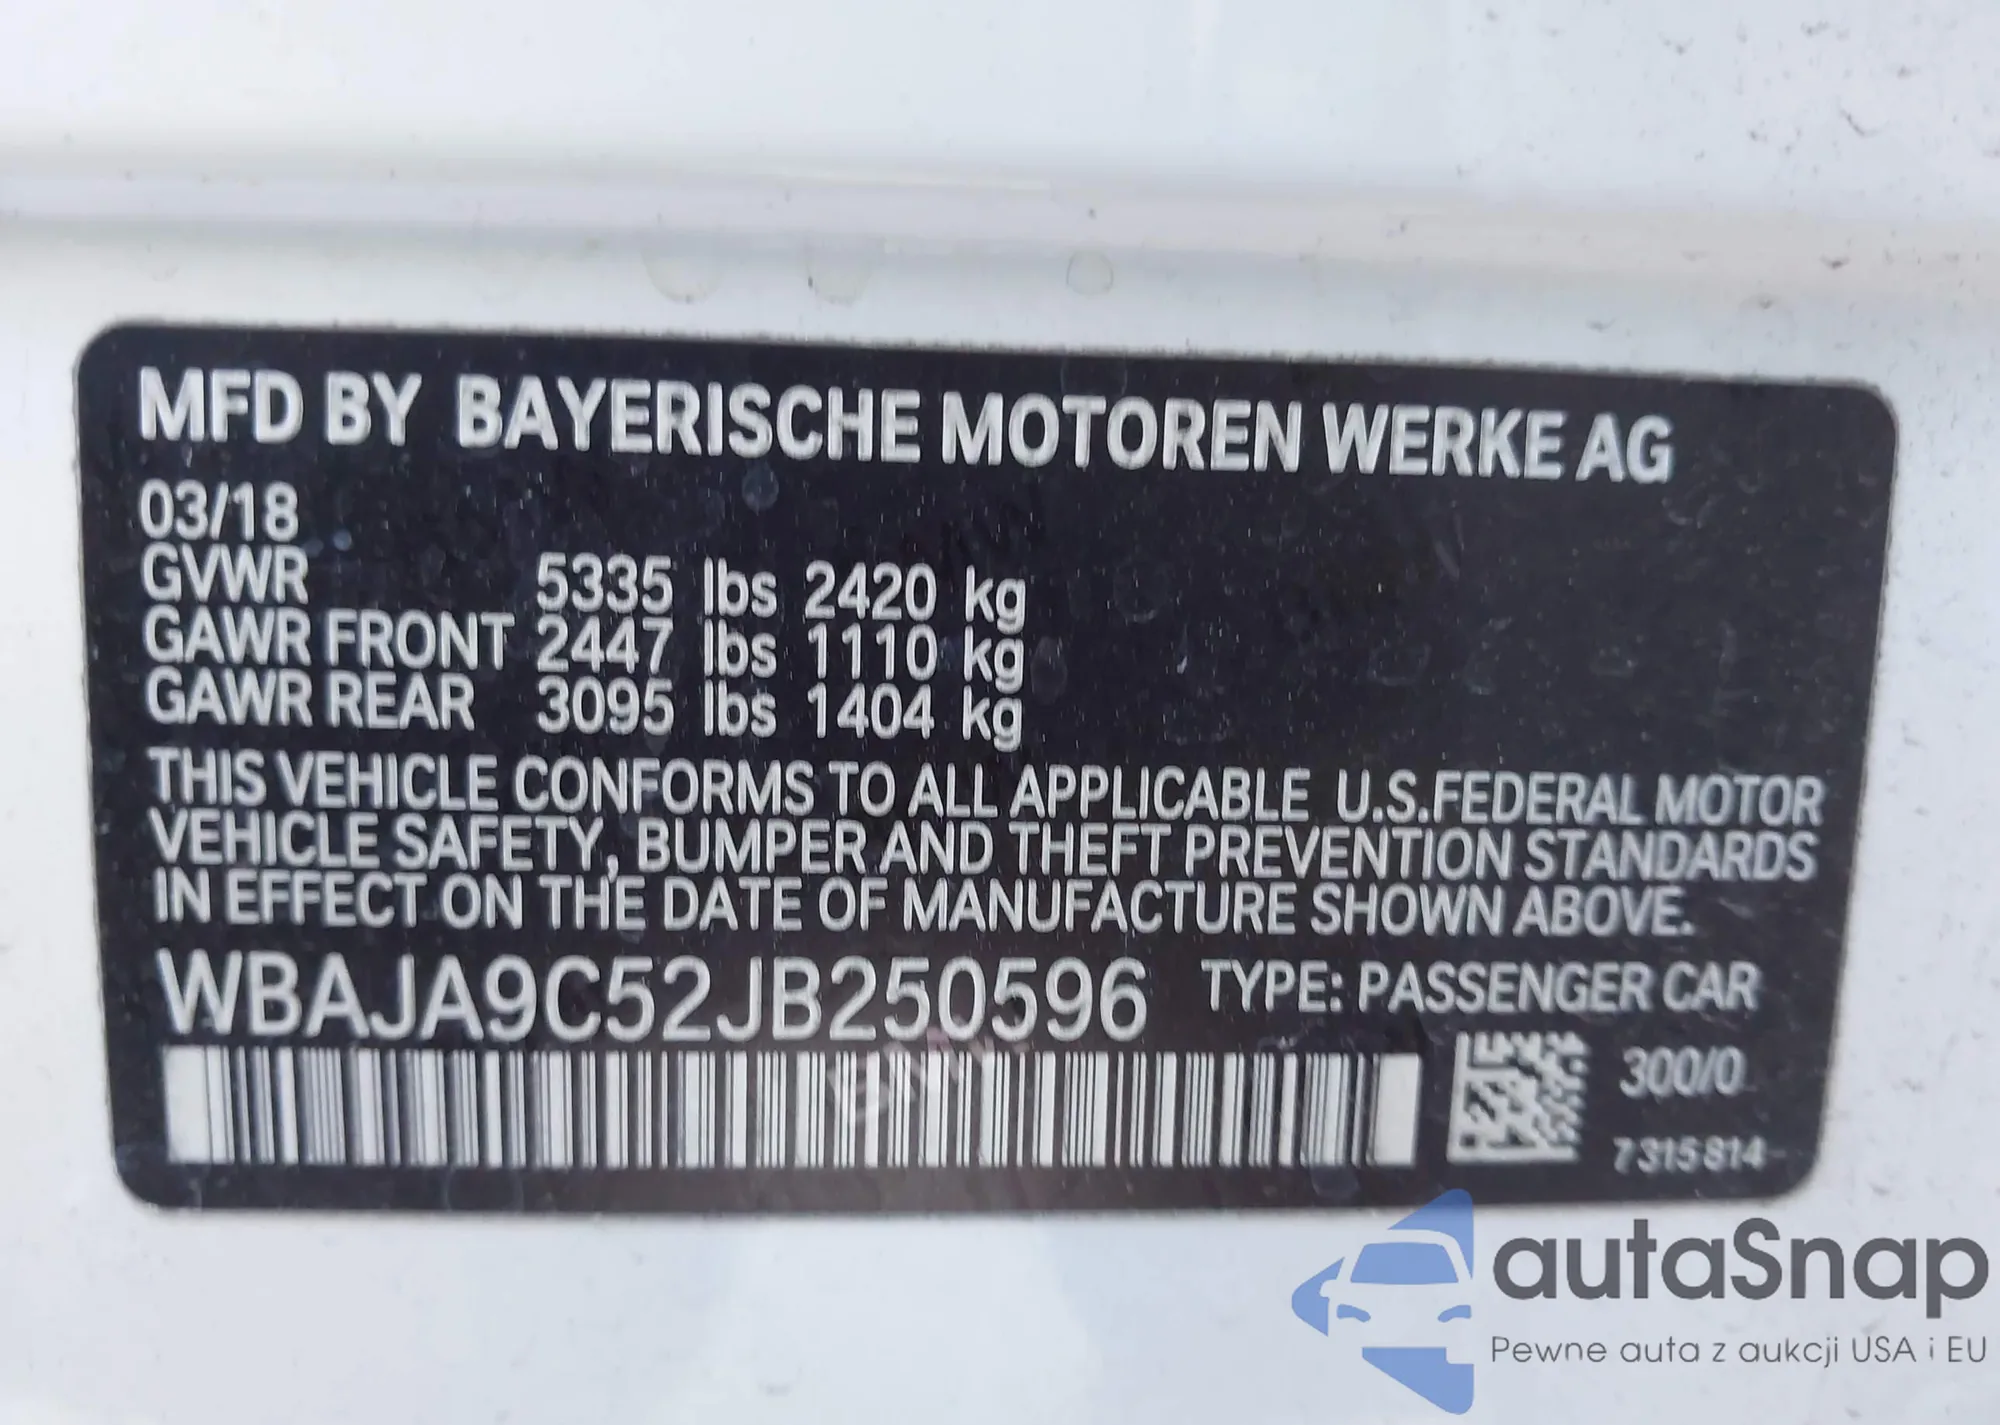 MFD BY BAYERISCHE MOTOREN WERKE AG
03/18
GVWR 5335 lbs 2420 kg
GAWR FRONT 2447 lbs 1110 kg
GAWR REAR 3095 lbs 1404 kg
THIS VEHICLE CONFORMS TO ALL APPLICABLE U.S.FEDERAL MOTOR
VEHICLE SAFETY, BUMPER AND THEFT PREVENTION STANDARDS
IN EFFECT ON THE DATE OF MANUFACTURE SHOWN ABOVE.
WBAJA9C52JB250596 TYPE: PASSENGER CAR
300/0
7315814
autaSnap
Pewne auta z aukcji USA i EU